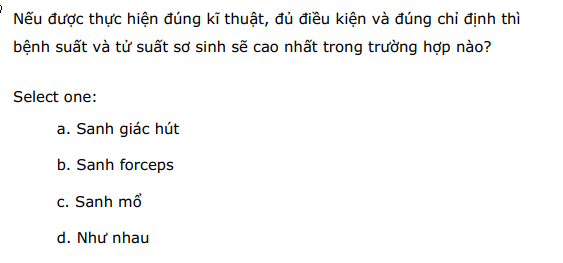 Nếu được thực hiện đúng kĩ thuật, đủ điều kiện và đúng chỉ định thì
bệnh suất và tử suất sơ sinh sẽ cao nhất trong trường hợp nào?
Select one:
a. Sanh giác hút
b. Sanh forceps
c. Sanh mổ
d. Như nhau